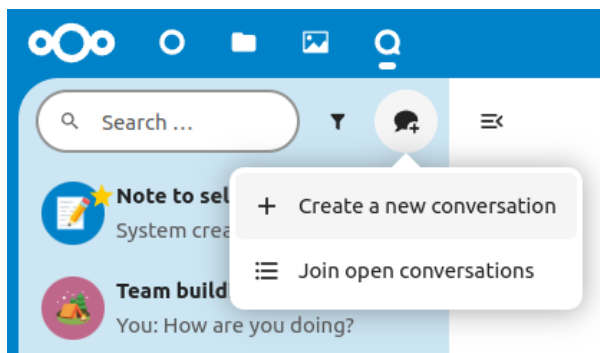 Search ...
Note to sel
System crea
Create a new conversation
Join open conversations
Team build
You: How are you doing?